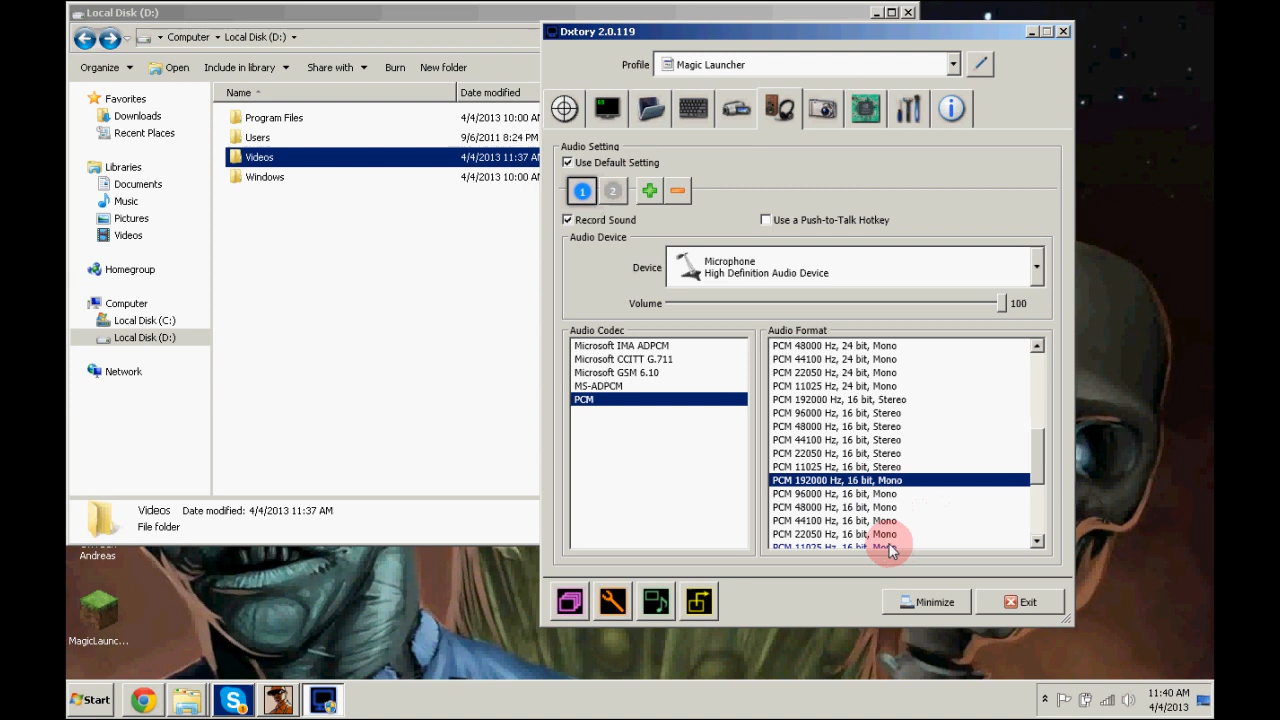 Local Disk (D:)
Computer
Local Disk (D:)
Organize
Open
Include in library
Share with
Burn
New folder
Name
Date modified
Favorites
Downloads
Recent Places
Libraries
Documents
Music
Pictures
Videos
Homegroup
Computer
Local Disk (C:)
Local Disk (D:)
Network
Program Files
4/4/2013 10:00 AM
Users
9/6/2011 8:24 PM
Videos
4/4/2013 11:37 AM
Windows
4/4/2013 10:00 AM
Videos
Date modified: 4/4/2013 11:37 AM
File folder
Dxtory 2.0.119
Profile
Magic Launcher
Audio Setting
Use Default Setting
1
2
Record Sound
Use a Push-to-Talk Hotkey
Audio Device
Device
Microphone
High Definition Audio Device
Volume
100
Audio Codec
Microsoft IMA ADPCM
Microsoft CCITT G.711
Microsoft GSM 6.10
MS-ADPCM
PCM
Audio Format
PCM 48000 Hz, 24 bit, Mono
PCM 44100 Hz, 24 bit, Mono
PCM 22050 Hz, 24 bit, Mono
PCM 11025 Hz, 24 bit, Mono
PCM 192000 Hz, 16 bit, Stereo
PCM 96000 Hz, 16 bit, Stereo
PCM 48000 Hz, 16 bit, Stereo
PCM 44100 Hz, 16 bit, Stereo
PCM 22050 Hz, 16 bit, Stereo
PCM 11025 Hz, 16 bit, Stereo
PCM 192000 Hz, 16 bit, Mono
PCM 96000 Hz, 16 bit, Mono
PCM 48000 Hz, 16 bit, Mono
PCM 44100 Hz, 16 bit, Mono
PCM 22050 Hz, 16 bit, Mono
PCM 11025 Hz, 16 bit, Mono
Minimize
Exit
Andreas
MagicLaunc...
Start
11:40 AM
4/4/2013